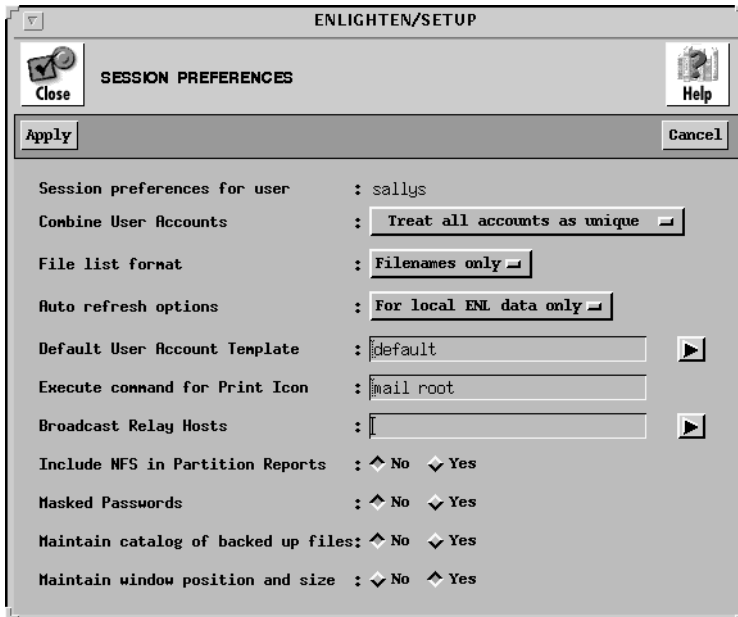 ENLIGHTEN/SETUP
Close
SESSION PREFERENCES
Help
Apply
Cancel
Session preferences for user : sallys
Combine User Accounts : Treat all accounts as unique
File list format : Filenames only
Auto refresh options : For local ENL data only
Default User Account Template : default
Execute command for Print Icon : mail root
Broadcast Relay Hosts :
Include NFS in Partition Reports : No Yes
Masked Passwords : No Yes
Maintain catalog of backed up files: No Yes
Maintain window position and size : No Yes